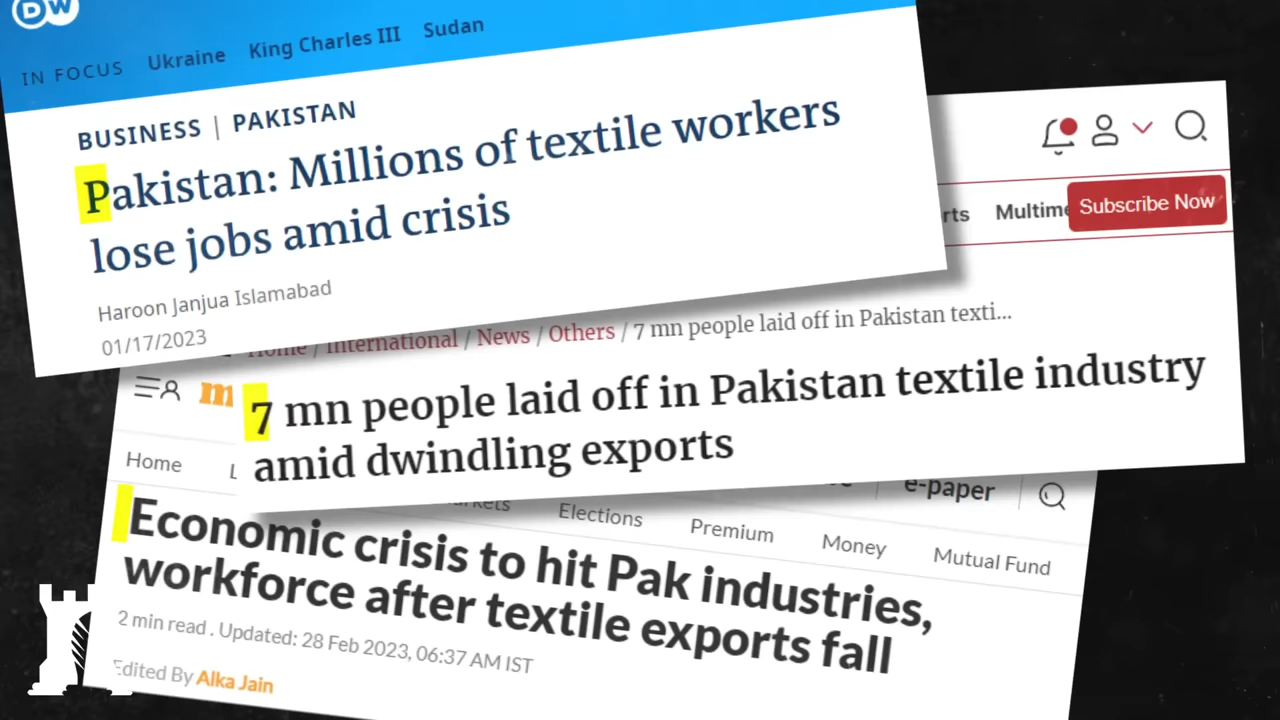 DW
IN FOCUS Ukraine King Charles III Sudan
BUSINESS | PAKISTAN
Pakistan: Millions of textile workers
lose jobs amid crisis
Haroon Janjua Islamabad
01/17/2023
Multime
Subscribe Now
Home / International / News / Others / 7 mn people laid off in Pakistan texti...
7 mn people laid off in Pakistan textile industry
amid dwindling exports
m
Home
e-paper
Elections Premium Money Mutual Fund
Economic crisis to hit Pak industries,
workforce after textile exports fall
2 min read . Updated: 28 Feb 2023, 06:37 AM IST
Edited By Alka Jain